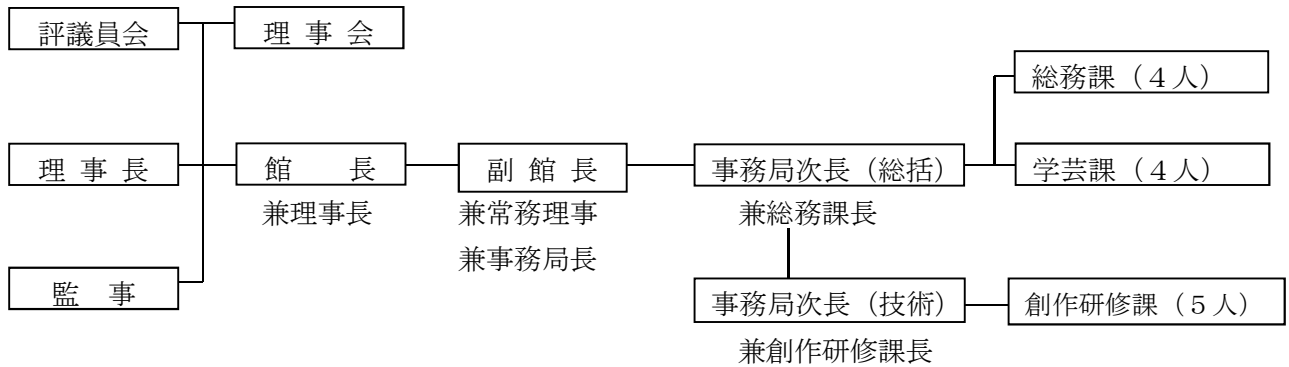 評議員会
理 事 会
総務課（４人）
理 事 長
館　　長
副 館 長
事務局次長（総括）
学芸課（４人）
兼理事長
兼常務理事
兼総務課長
兼事務局長
監　事
事務局次長（技術）
創作研修課（５人）
兼創作研修課長